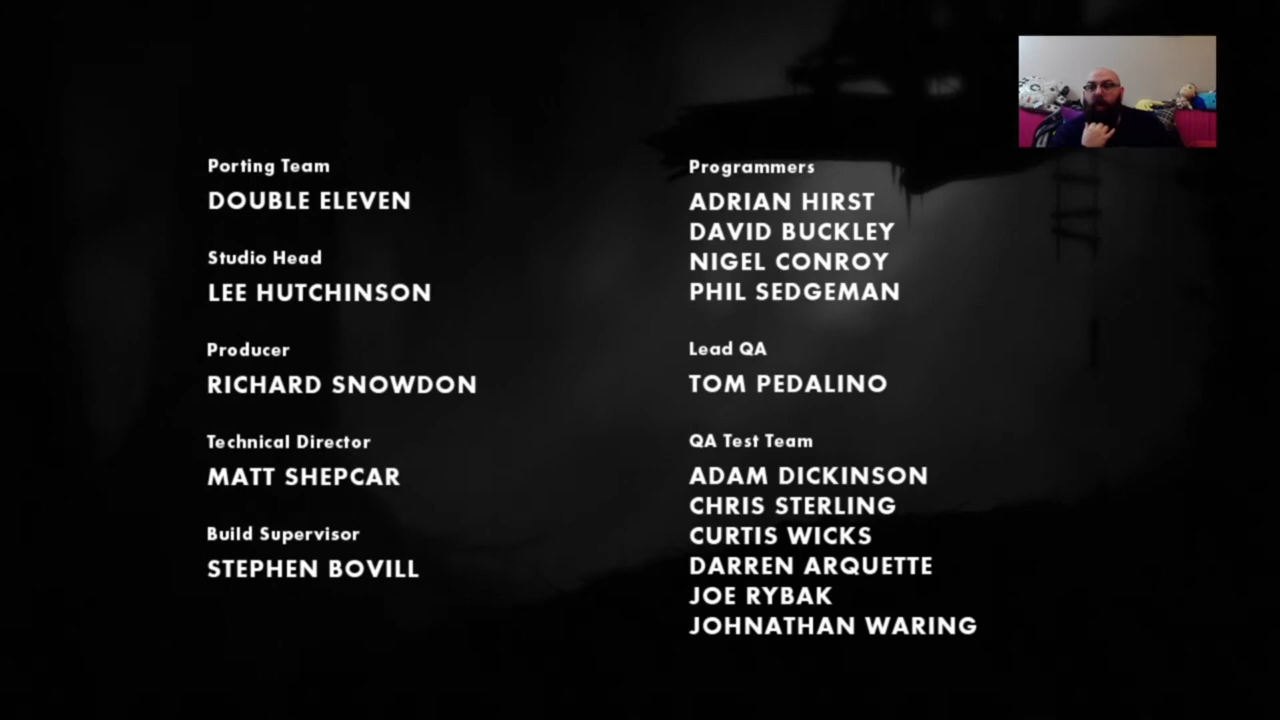 Porting Team
DOUBLE ELEVEN
Studio Head
LEE HUTCHINSON
Producer
RICHARD SNOWDON
Technical Director
MATT SHEPCAR
Build Supervisor
STEPHEN BOVILL
Programmers
ADRIAN HIRST
DAVID BUCKLEY
NIGEL CONROY
PHIL SEDGEMAN
Lead QA
TOM PEDALINO
QA Test Team
ADAM DICKINSON
CHRIS STERLING
CURTIS WICKS
DARREN ARQUETTE
JOE RYBAK
JOHNATHAN WARING